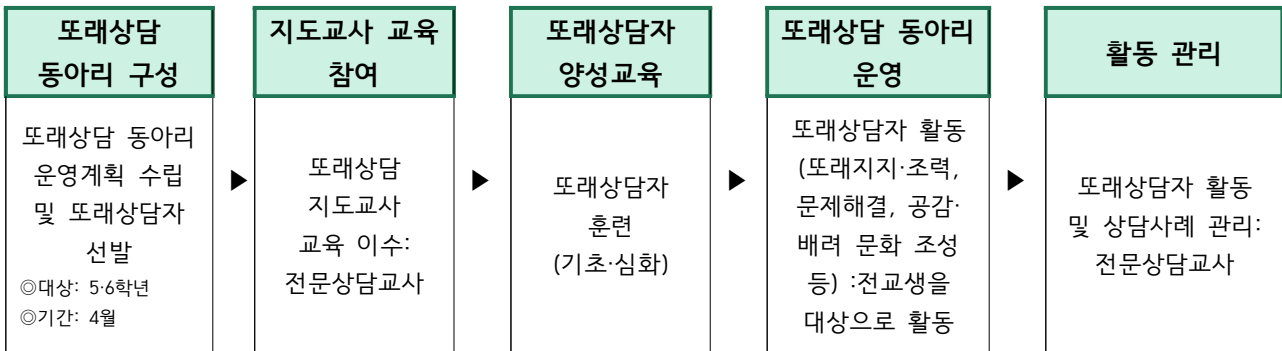 또래상담
동아리 구성
또래상담 동아리
운영계획 수립
및 또래상담자
선발
◎대상: 5·6학년
◎기간: 4월
▶
지도교사 교육
참여
또래상담
지도교사
교육 이수:
전문상담교사
▶
또래상담자
양성교육
또래상담자
훈련
(기초·심화)
▶
또래상담 동아리
운영
또래상담자 활동
(또래지지·조력,
문제해결, 공감·
배려 문화 조성
등) :전교생을
대상으로 활동
▶
활동 관리
또래상담자 활동
및 상담사례 관리:
전문상담교사